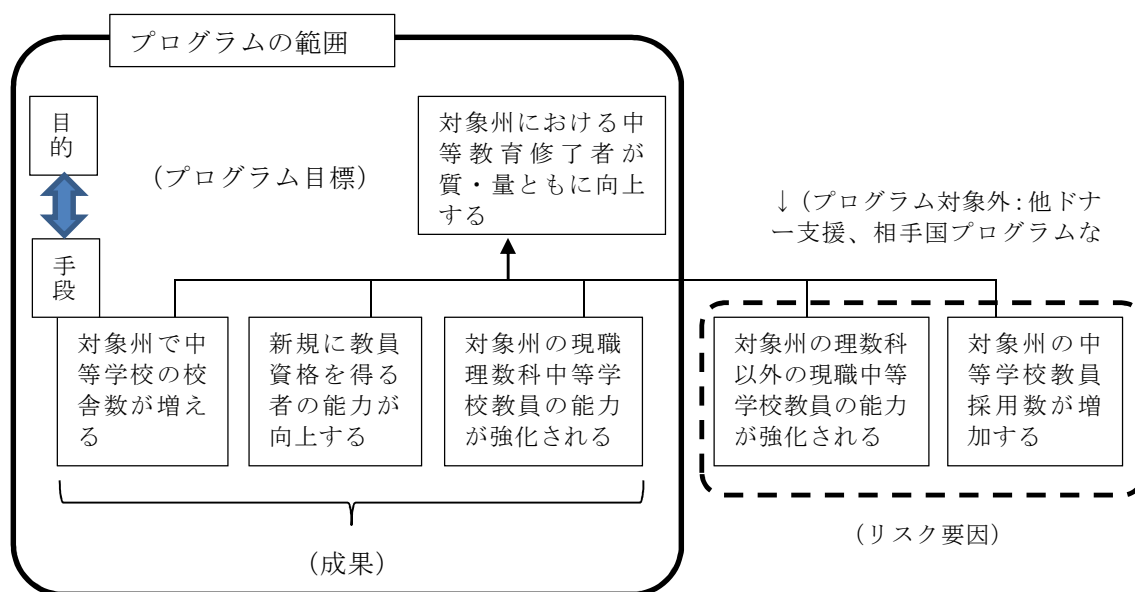 プログラムの範囲
目
的
手
段
(プログラム目標)
対象州における中
等教育修了者が
質・量ともに向上
する
↓(プログラム対象外:他ドナ
ー支援、相手国プログラムな
対象州で中
等学校の校
舎数が増え
る
新規に教員
資格を得る
者の能力が
向上する
対象州の現職
理数科中等学
校教員の能力
が強化される
対象州の理数科
以外の現職中等
学校教員の能力
が強化される
対象州の中
等学校教員
採用数が増
加する
(成果)
(リスク要因)